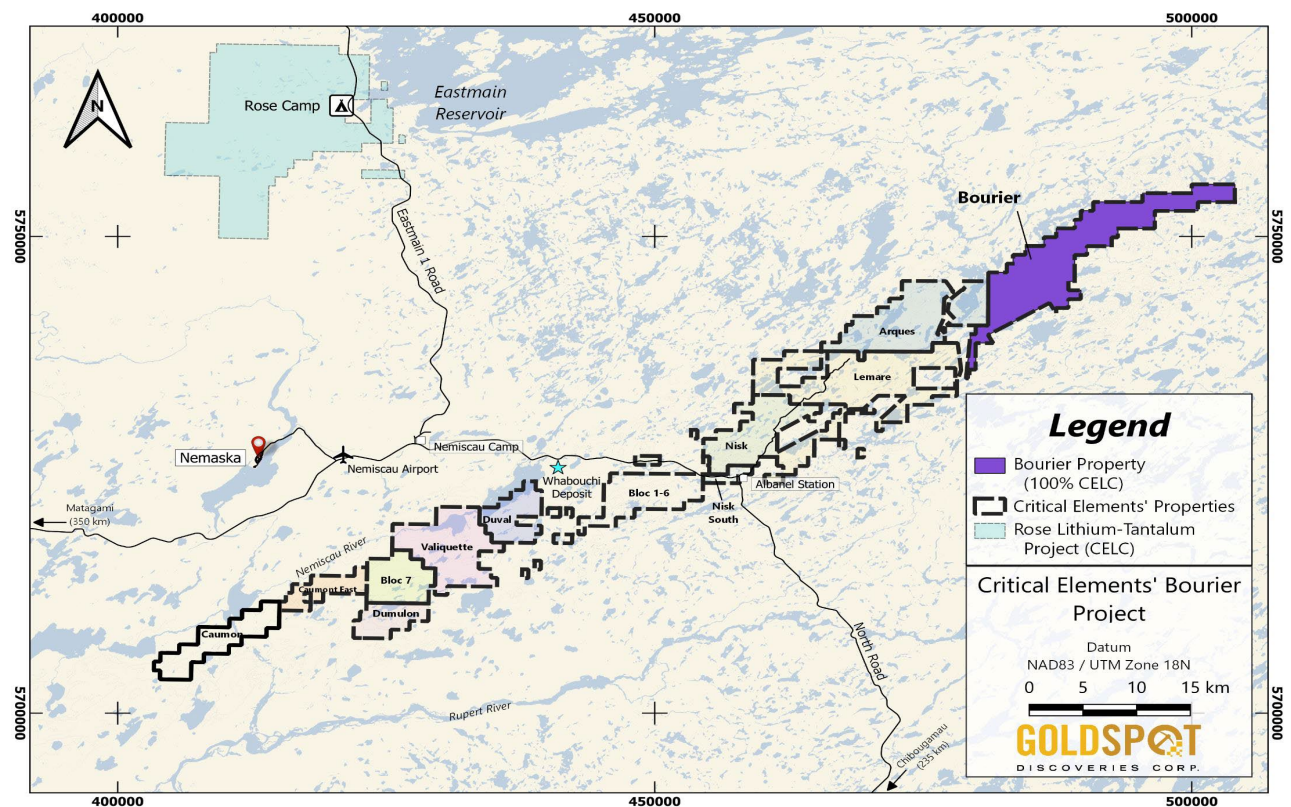 400000
450000
500000
N
Rose Camp
Eastmain
Reservoir
5750000
5750000
Bourier
Eastmain 1 Road
Arques
Lemare
Nisk
Nemaska
Nemiscau Camp
Nemiscau Airport
Whabouchi
Deposit
Bloc 1-6
Albanel Station
Nisk
South
Matagami
(350 km)
Duval
Valiquette
Nemiscau River
Bloc 7
Caumont East
Dumulon
Caumon
North Road
Rupert River
Chibougamau
(235 km)
5700000
5700000
Legend
Bourier Property
(100% CELC)
Critical Elements' Properties
Rose Lithium-Tantalum
Project (CELC)
Critical Elements' Bourier
Project
Datum
NAD83 / UTM Zone 18N
0 5 10 15 km
GOLDSPOT
DISCOVERIES CORP.
400000
450000
500000